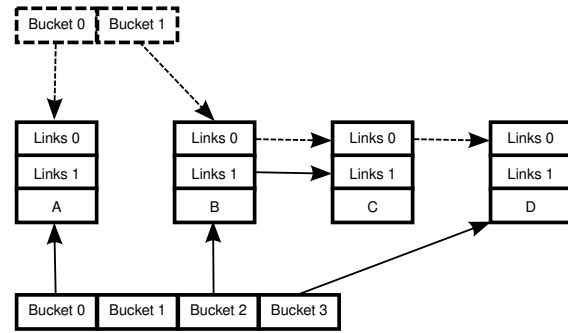 Bucket 0 Bucket 1
Links 0 Links 0 Links 0 Links 0
Links 1 Links 1 Links 1 Links 1
A B C D
Bucket 0 Bucket 1 Bucket 2 Bucket 3